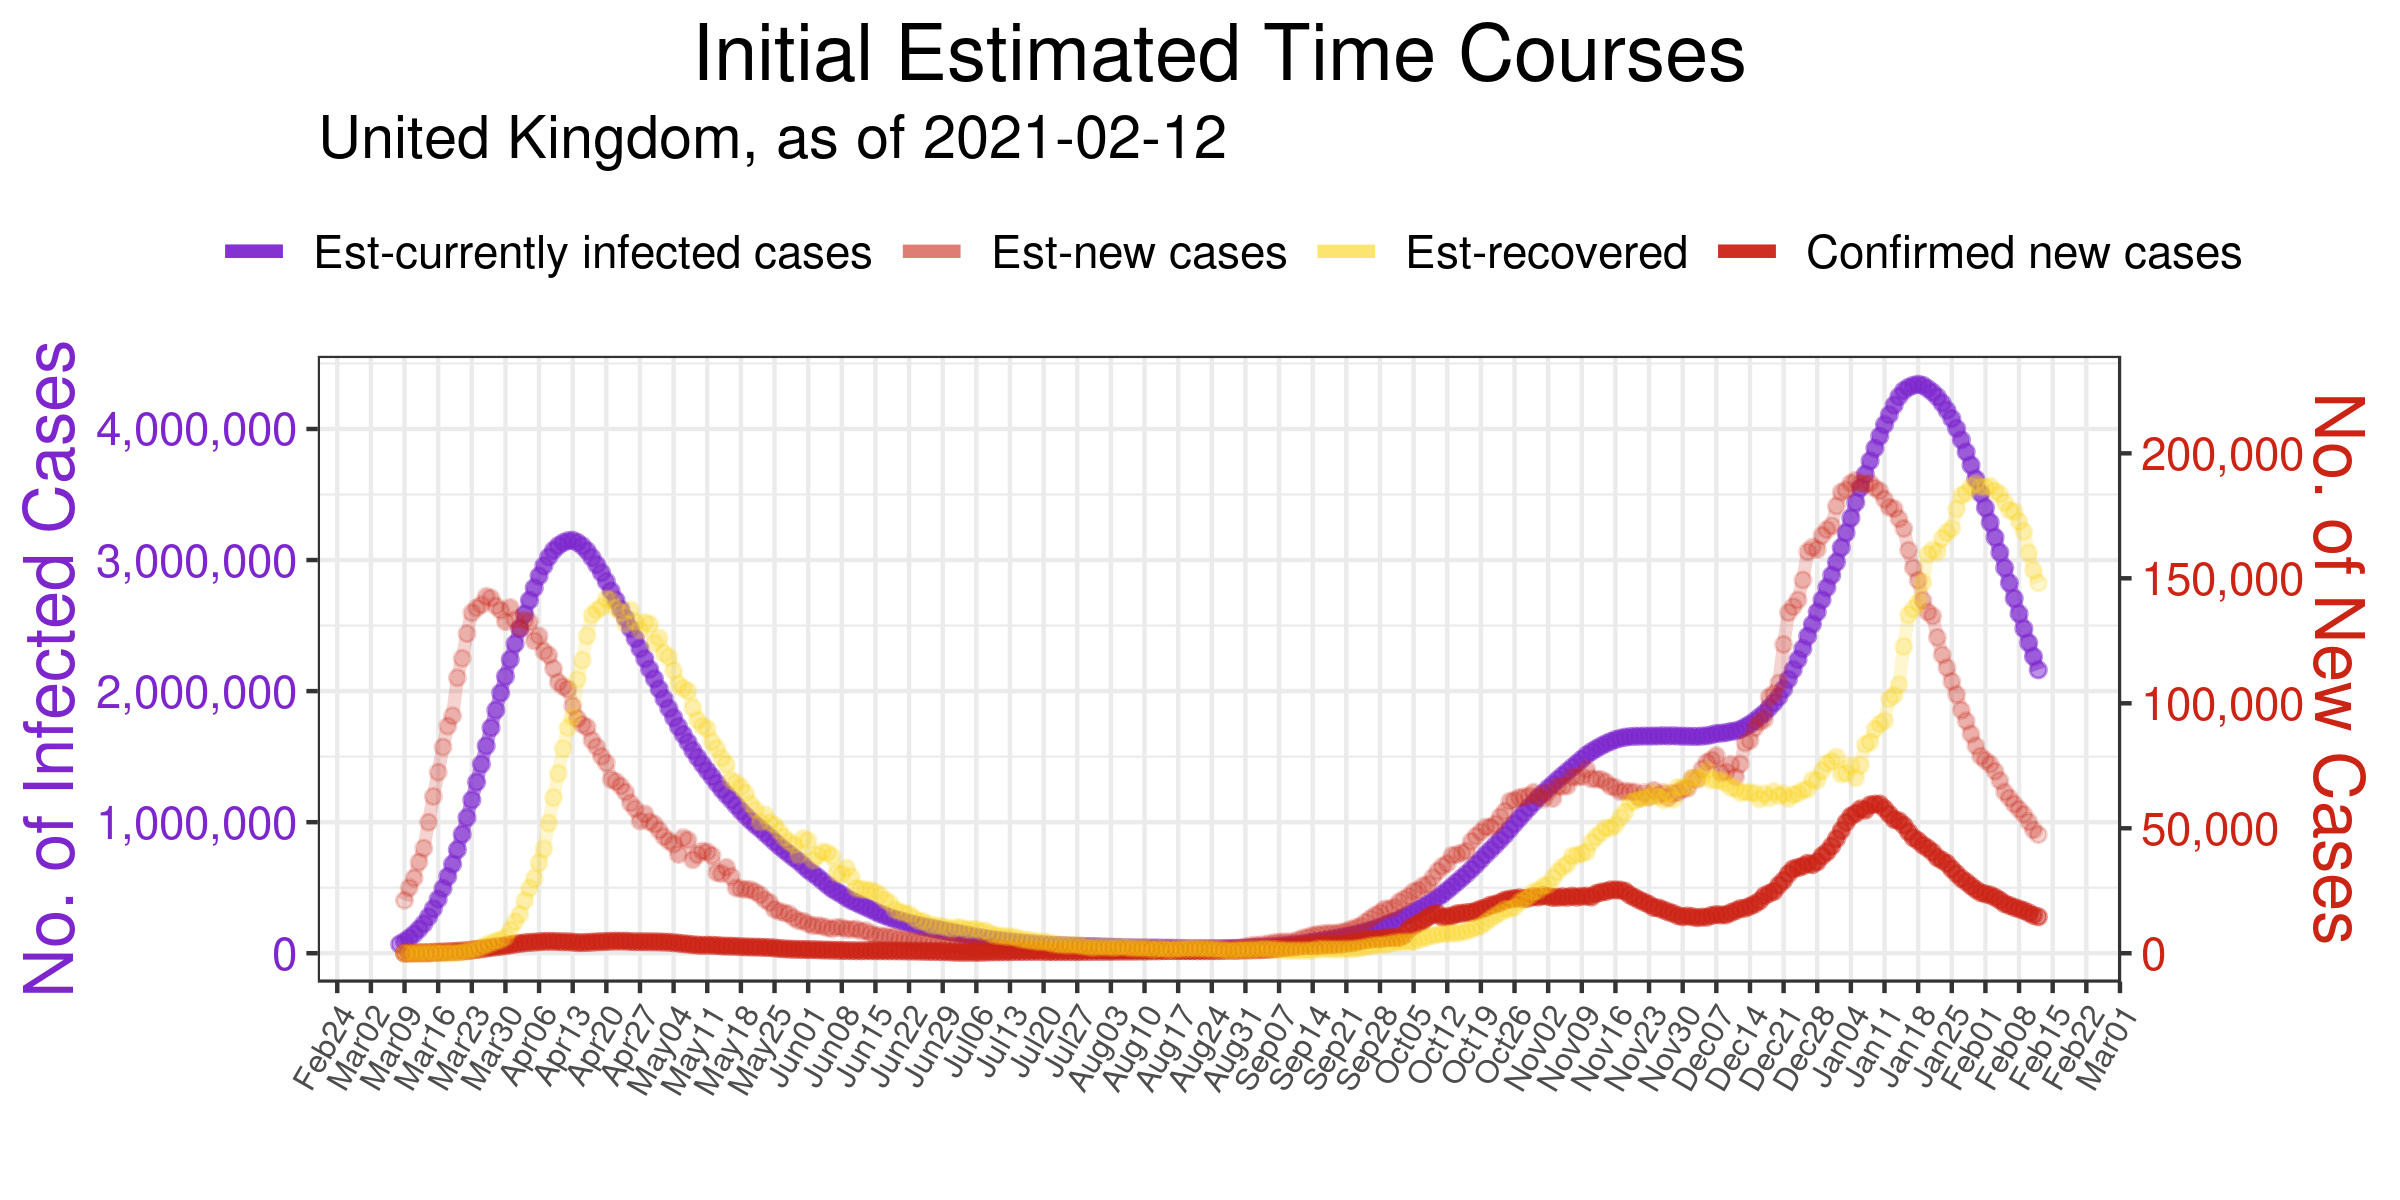 Initial Estimated Time Courses
United Kingdom, as of 2021-02-12
Est-currently infected cases
Est-new cases
Est-recovered
Confirmed new cases
No. of Infected Cases
4,000,000
3,000,000
2,000,000
1,000,000
0
No. of New Cases
200,000
150,000
100,000
50,000
0
Feb24
Mar02
Mar09
Mar16
Mar23
Mar30
Apr06
Apr13
Apr20
Apr27
May04
May11
May18
May25
Jun01
Jun08
Jun15
Jun22
Jun29
Jul06
Jul13
Jul20
Jul27
Aug03
Aug10
Aug17
Aug24
Aug31
Sep07
Sep14
Sep21
Sep28
Oct05
Oct12
Oct19
Oct26
Nov02
Nov09
Nov16
Nov23
Nov30
Dec07
Dec14
Dec21
Dec28
Dec04
Jan11
Jan18
Jan25
Feb01
Feb08
Feb15
Feb22
Mar01